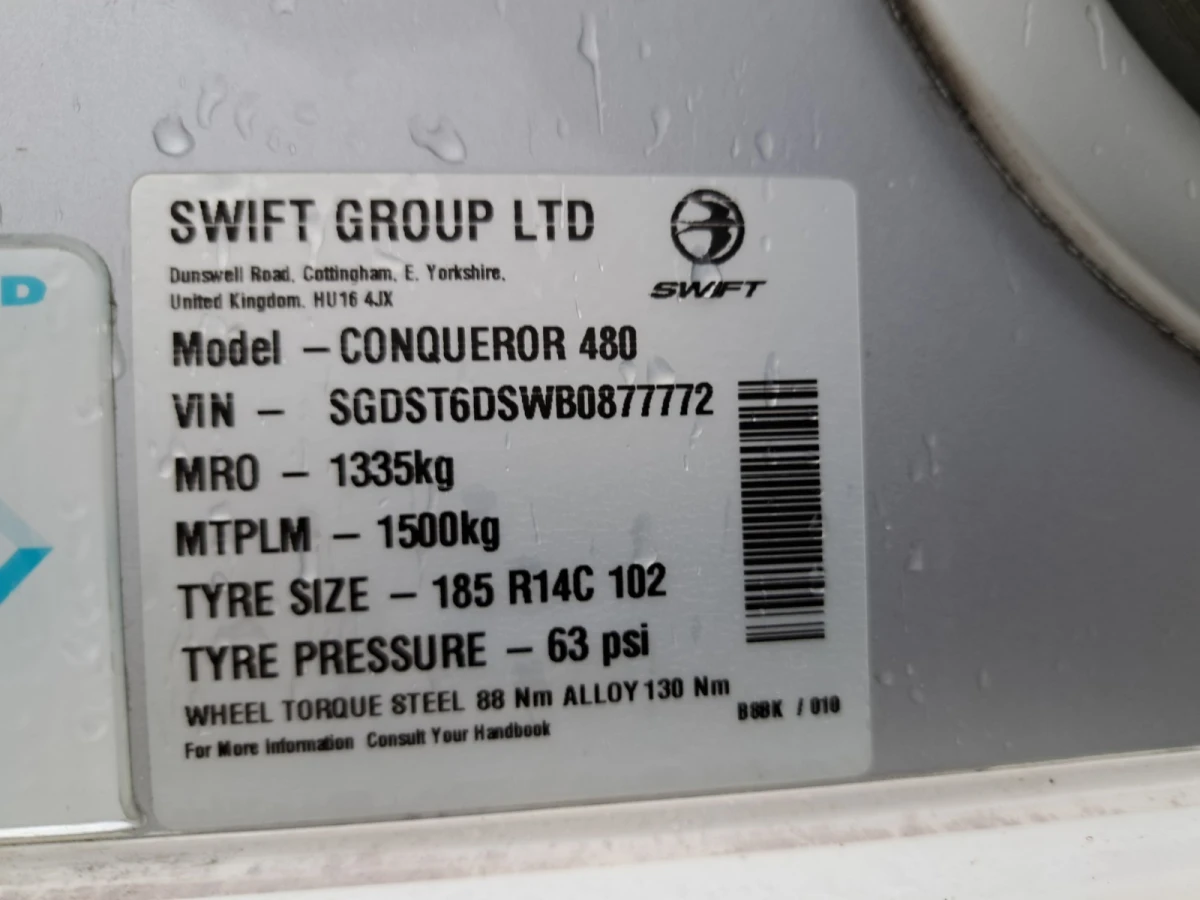 SWIFT GROUP LTD
SWIFT
Dunswell Road, Cottingham, E. Yorkshire,
United Kingdom. HU16 4JX
Model – CONQUEROR 480
VIN – SGDST6DSWB0877772
MRO – 1335kg
MTPLM – 1500kg
TYRE SIZE – 185 R14C 102
TYRE PRESSURE – 63 psi
WHEEL TORQUE STEEL 88 Nm ALLOY 130 Nm
/ 010
For More Information Consult Your Handbook
D